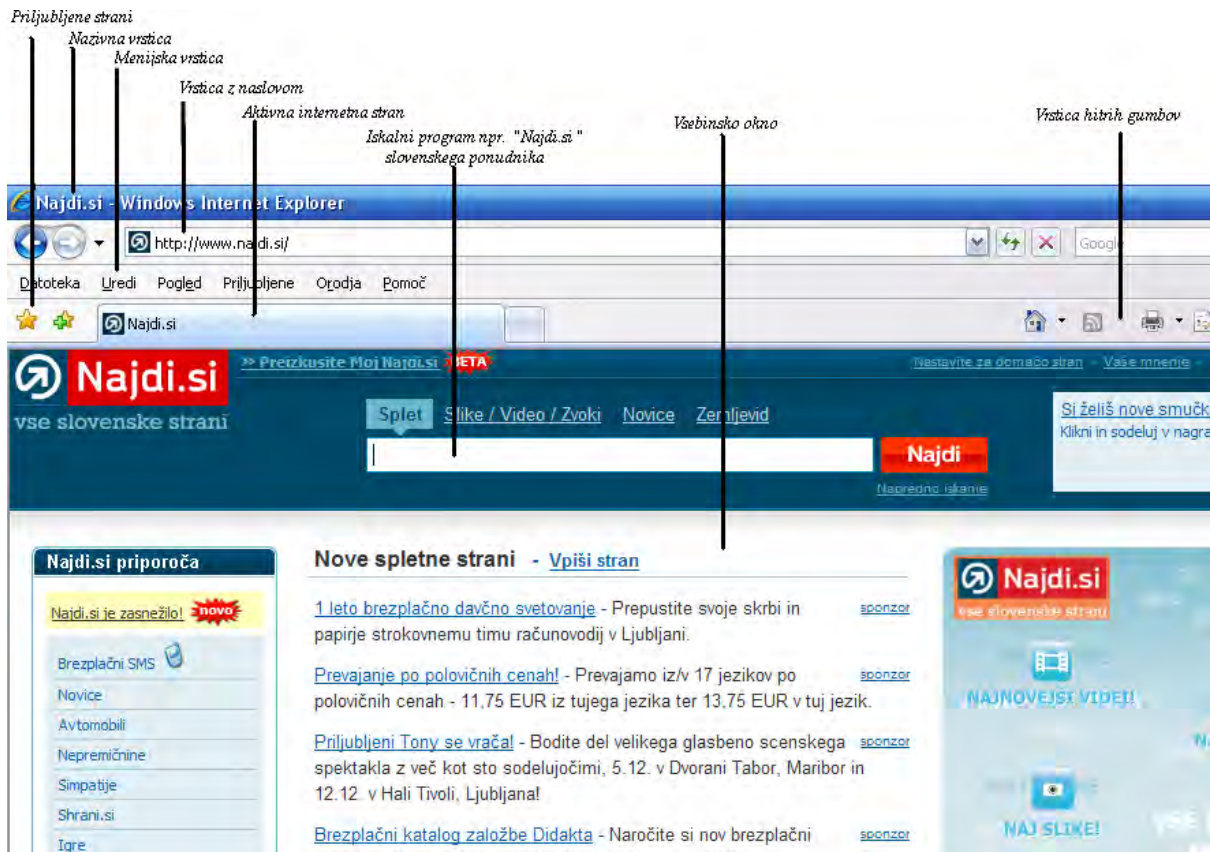 Priljubljene strani
Nazivna vrstica
Menijska vrstica
Vrstica z naslovom
Aktivna internetna stran
Iskalni program npr. "Najdi.si"
slovenskega ponudnika
Vsebinsko okno
Vrstica hitrih gumbov
Najdi.si - Windows Internet Explorer
http://www.najdi.si/
Google
Datoteka Uredi Pogled Priljubljene Orodja Pomoč
Najdi.si
Najdi.si
vse slovenske strani
>> Preizkusite Moj Najdi.si BETA
Nastavite za domačo stran - Vaše mnenje -
Splet Slike / Video / Zvoki Novice Zemljevid
Najdi
Napredno iskanje
Si želiš nove smučk
Klikni in sodeluj v nagra
Najdi.si priporoča
Najdi.si je zasnežilo! novo
Brezplačni SMS
Novice
Avtomobili
Nepremičnine
Simpatije
Shrani.si
Igre
Nove spletne strani - Vpiši stran
1 leto brezplačno davčno svetovanje - Prepustite svoje skrbi in sponzor
papirje strokovnemu timu računovodij v Ljubljani.
Prevajanje po polovičnih cenah! - Prevajamo iz/v 17 jezikov po sponzor
polovičnih cenah - 11,75 EUR iz tujega jezika ter 13,75 EUR v tuj jezik.
Priljubljeni Tony se vrača! - Bodite del velikega glasbeno scenskega sponzor
spektakla z več kot sto sodelujočimi, 5.12. v Dvorani Tabor, Maribor in
12.12. v Hali Tivoli, Ljubljana!
Brezplačni katalog založbe Didakta - Naročite si nov brezplačni sponzor
Najdi.si
vse slovenske strani
NAJNOVEJŠI VIDEI!
NAJ SLIKE!